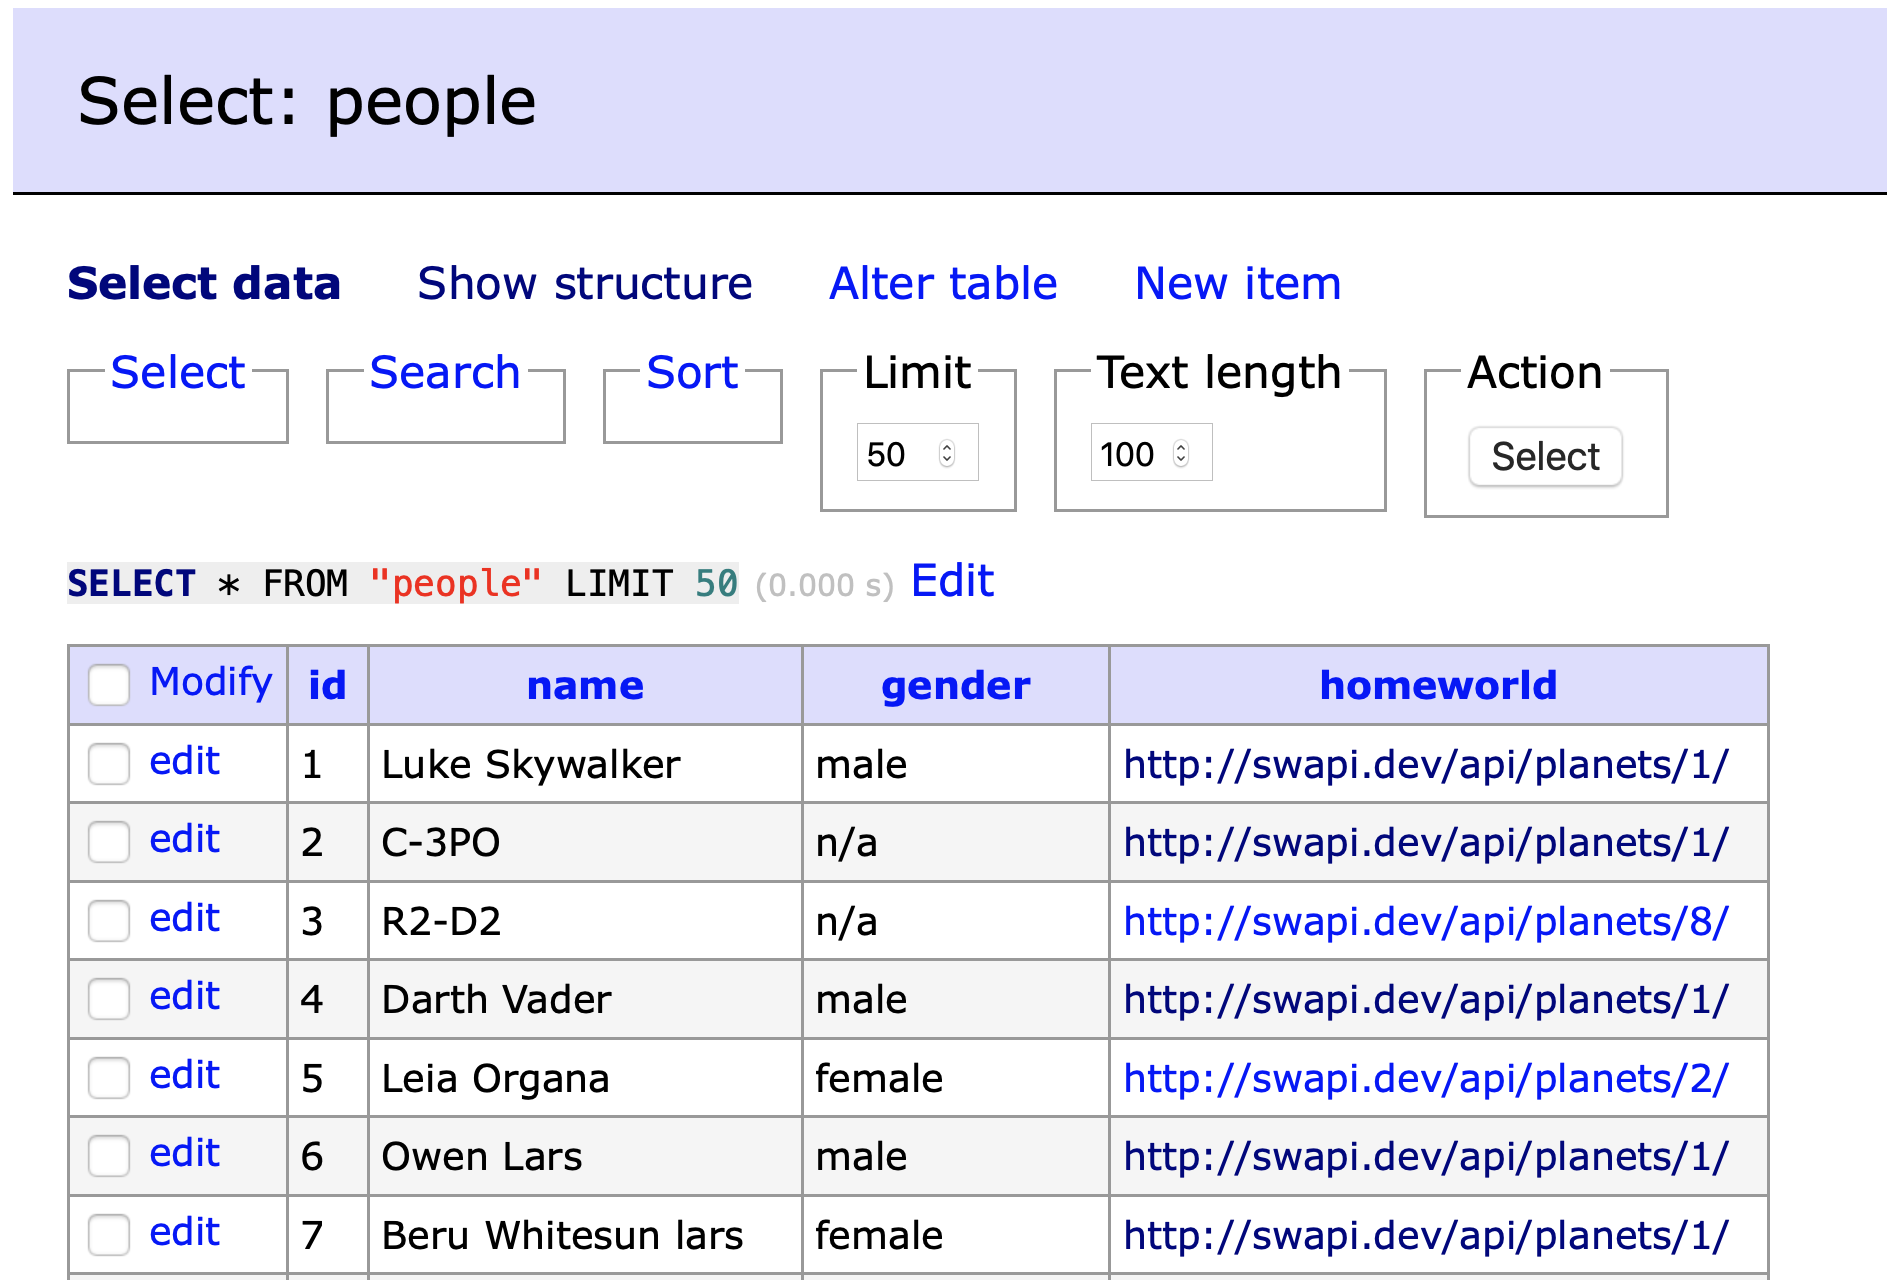 Select: people
Select data Show structure Alter table New item
Select Search Sort Limit Text length Action
50 100 Select
SELECT * FROM "people" LIMIT 50 (0.000 s) Edit
Modify id name gender homeworld
edit 1 Luke Skywalker male http://swapi.dev/api/planets/1/
edit 2 C-3PO n/a http://swapi.dev/api/planets/1/
edit 3 R2-D2 n/a http://swapi.dev/api/planets/8/
edit 4 Darth Vader male http://swapi.dev/api/planets/1/
edit 5 Leia Organa female http://swapi.dev/api/planets/2/
edit 6 Owen Lars male http://swapi.dev/api/planets/1/
edit 7 Beru Whitesun lars female http://swapi.dev/api/planets/1/